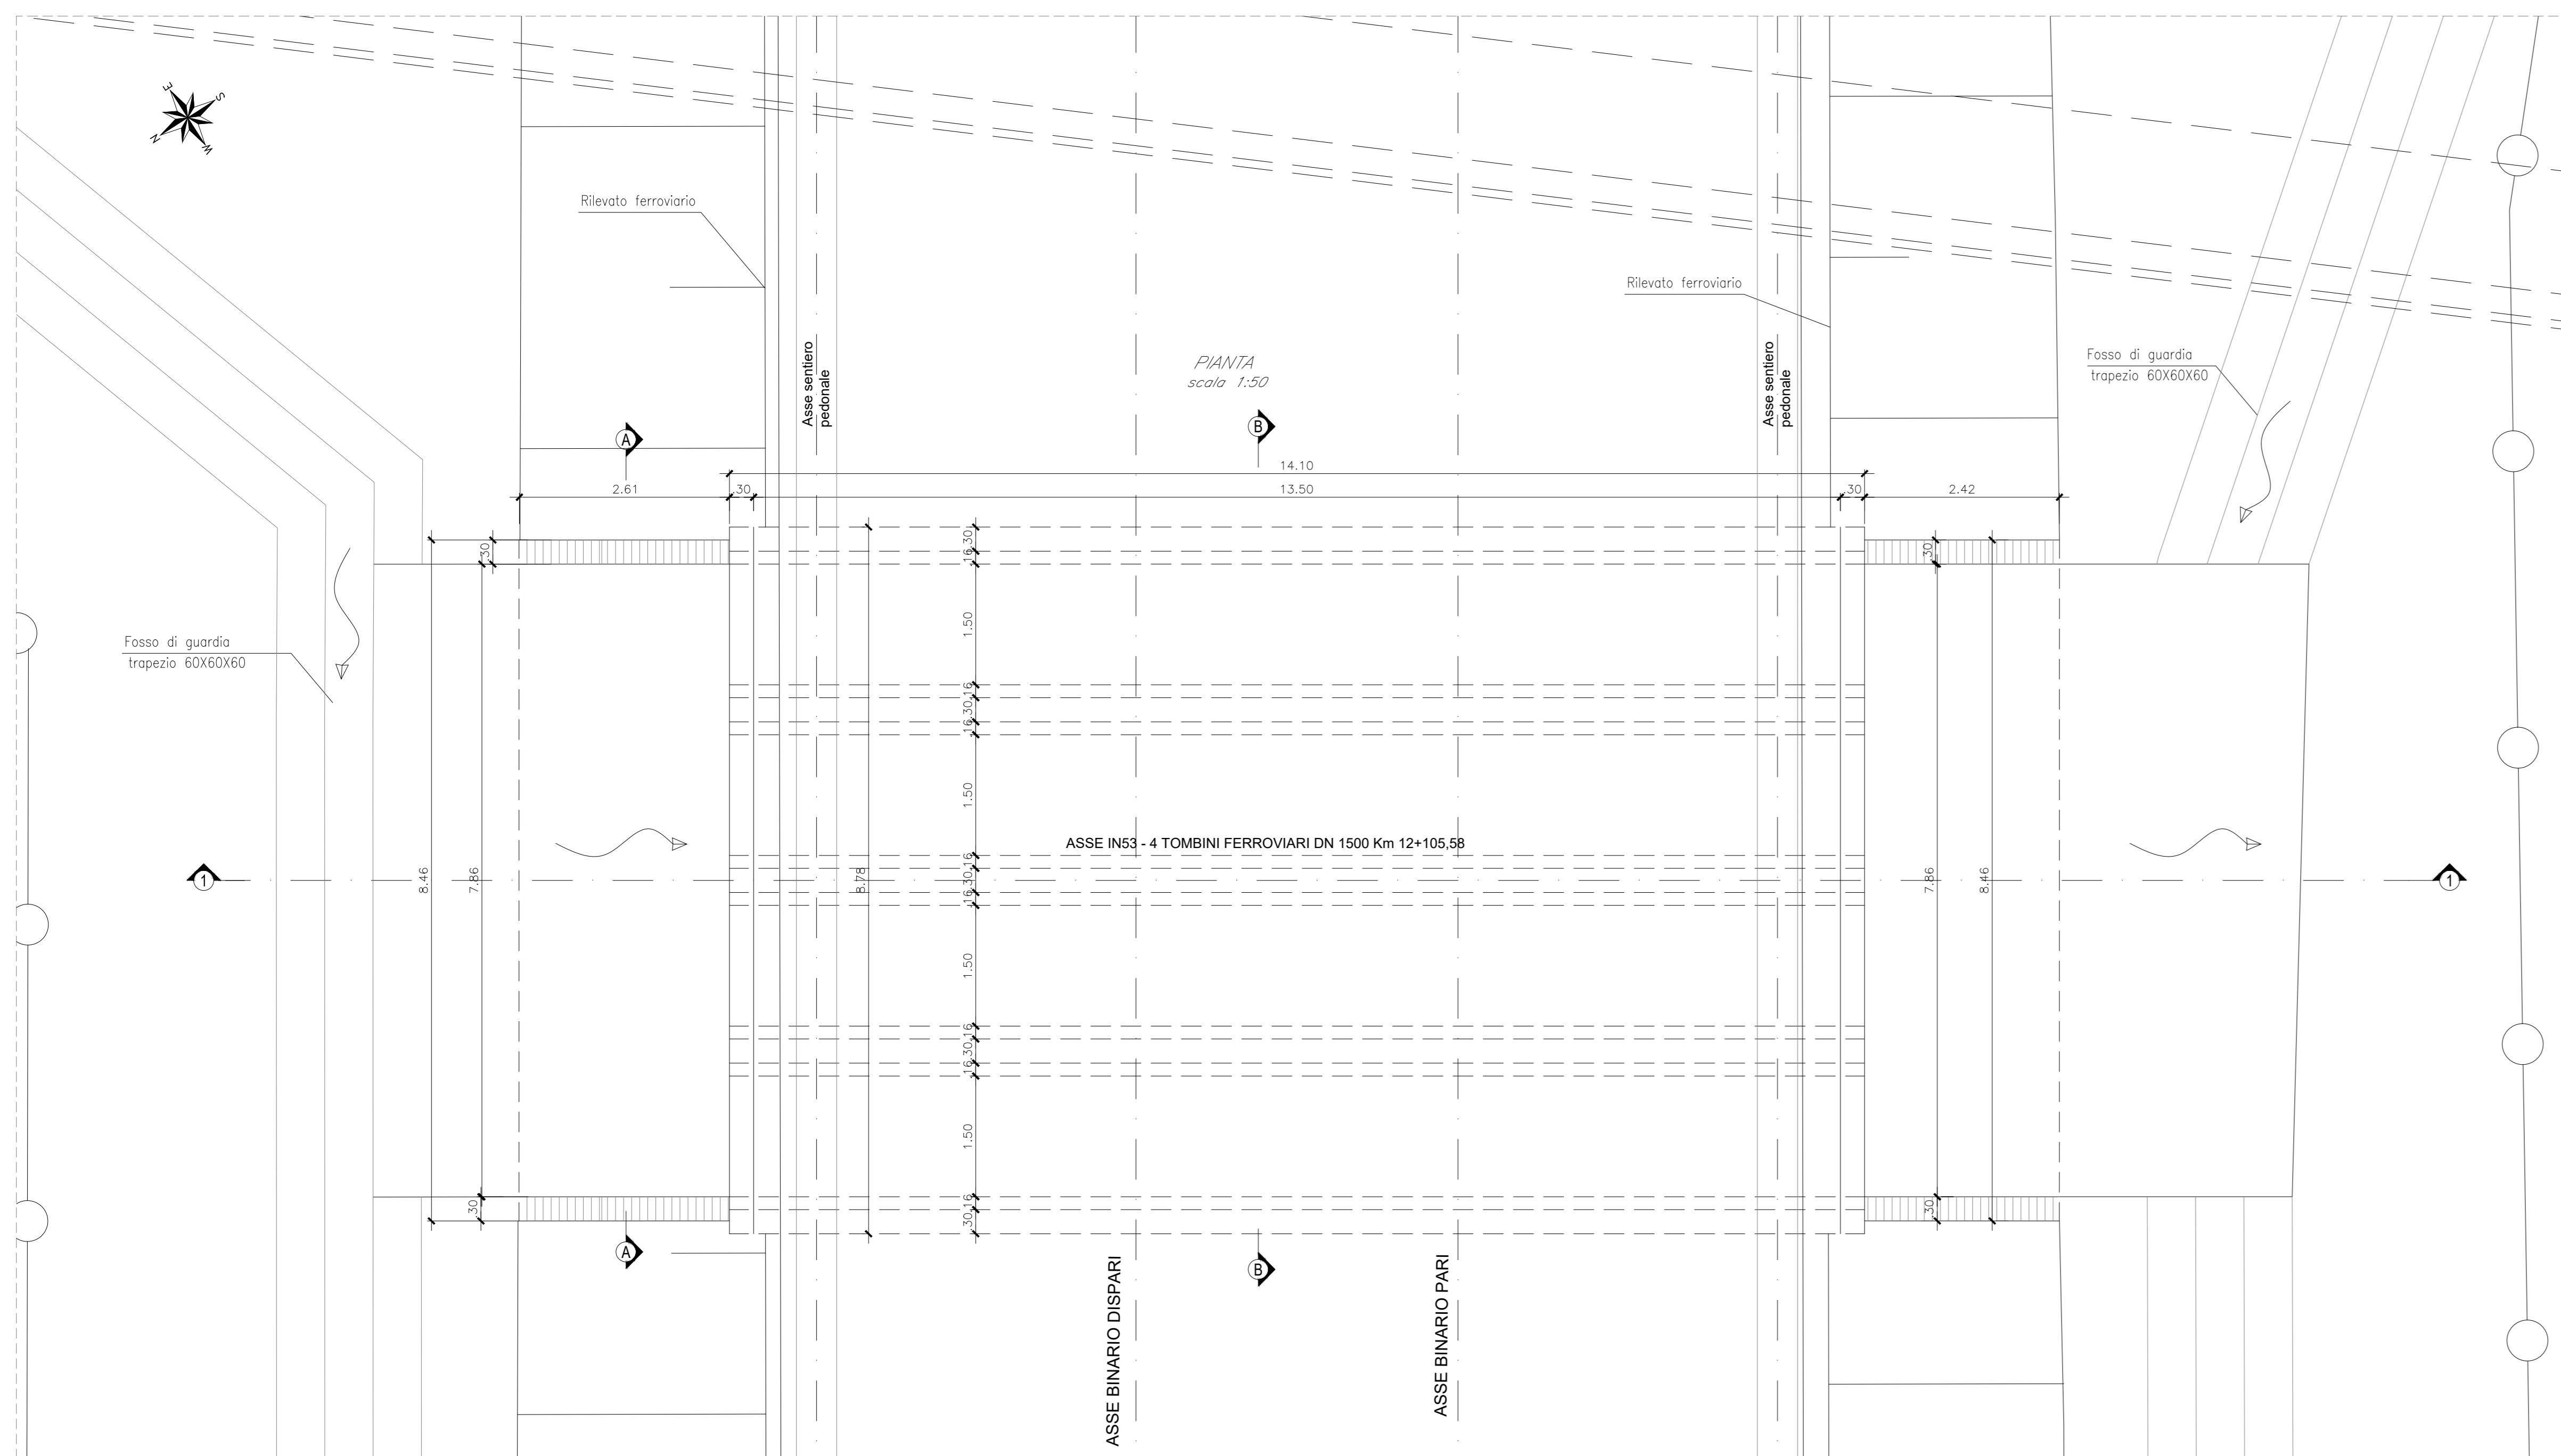 E
S
N
W
Rilevato ferroviario
Rilevato ferroviario
Asse sentiero
pedonale
PIANTA
scala 1:50
Asse sentiero
pedonale
Fosso di guardia
trapezio 60X60X60
A
B
14.10
2.61
.30
13.50
.30
2.42
.30
.30
.16
.30
1.50
Fosso di guardia
trapezio 60X60X60
.16
.30
.16
1.50
ASSE IN53 - 4 TOMBINI FERROVIARI DN 1500 Km 12+105,58
1
8.46
7.86
8.78
.16
.30
.16
7.86
8.46
1
1.50
.16
.30
.16
1.50
.30
.16
.30
.30
A
B
ASSE BINARIO DISPARI
ASSE BINARIO PARI